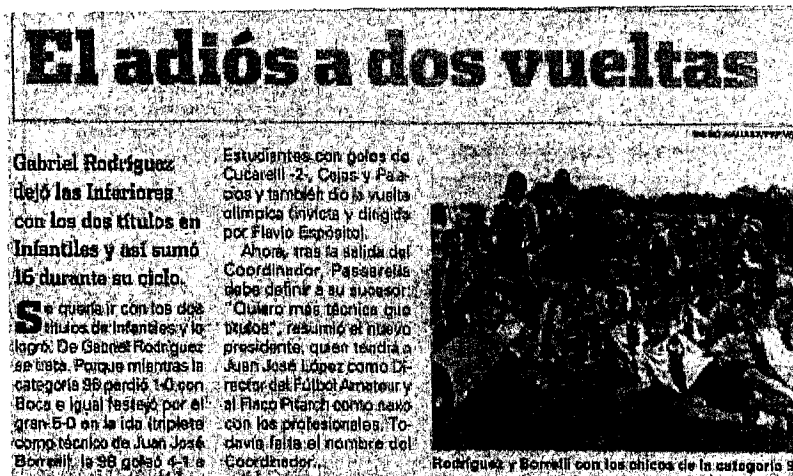 El adiós a dos vueltas
Gabriel Rodríguez
dejó las Inferiores
con los dos títulos en
Infantiles y así sumó
16 durante su ciclo.
Se quería ir con los dos
títulos de Infantiles y lo
logró. De Gabriel Rodríguez
se trata. Porque mientras la
categoría 96 perdió 1-0 con
Boca e igual festejó por el
gran 5-0 en la ida (triplete
como técnico de Juan José
Borrelli), la 98 goleó 4-1 a
Estudiantes con goles de
Cucarelli -2-, Cejas y Pala-
cios y también dio la vuelta
olímpica (invicta y dirigida
por Flavio Espósito).
Ahora, tras la salida del
Coordinador, Passarella
debe definir a su sucesor:
"Quiero más técnica que
títulos", resumió el nuevo
presidente, quien tendrá a
Juan José López como Di-
rector del Fútbol Amateur y
al Flaco Pitarch como nexo
con los profesionales. To-
davía falta el nombre del
Coordinador...
Rodríguez y Borrelli con los chicos de la categoría